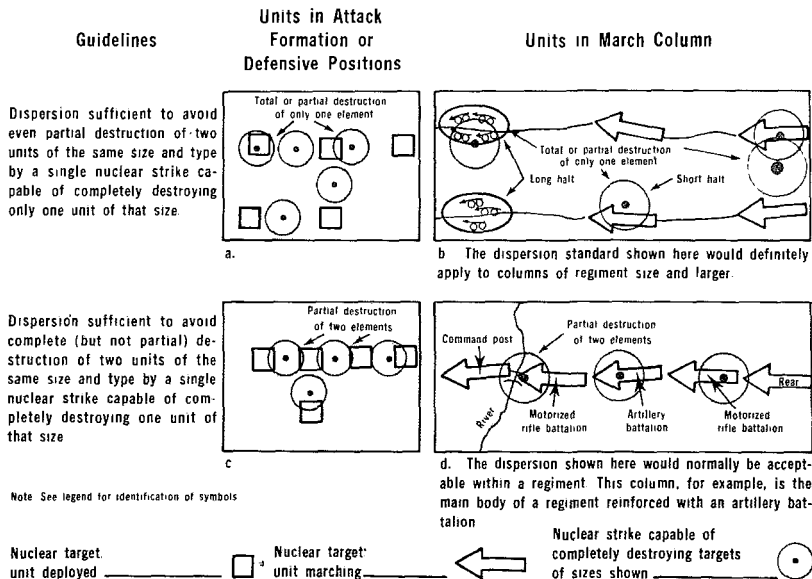 Guidelines
Units in Attack
Formation or
Defensive Positions
Units in March Column
Dispersion sufficient to avoid
even partial destruction of two
units of the same size and type
by a single nuclear strike ca-
pable of completely destroying
only one unit of that size.
Total or partial destruction
of only one element
a.
Total or partial destruction
of only one element
Long halt
Short halt
b The dispersion standard shown here would definitely
apply to columns of regiment size and larger.
Dispersion sufficient to avoid
complete (but not partial) de-
struction of two units of the
same size and type by a single
nuclear strike capable of com-
pletely destroying one unit of
that size
Partial destruction
of two elements
c
Command post
Partial destruction
of two elements
River
Motorized
rifle battalion
Artillery
battalion
Motorized
rifle battalion
Rear
d. The dispersion shown here would normally be accept-
able within a regiment. This column, for example, is the
main body of a regiment reinforced with an artillery bat-
talion
Note See legend for identification of symbols
Nuclear target
unit deployed
Nuclear target
unit marching
Nuclear strike capable of
completely destroying targets
of sizes shown